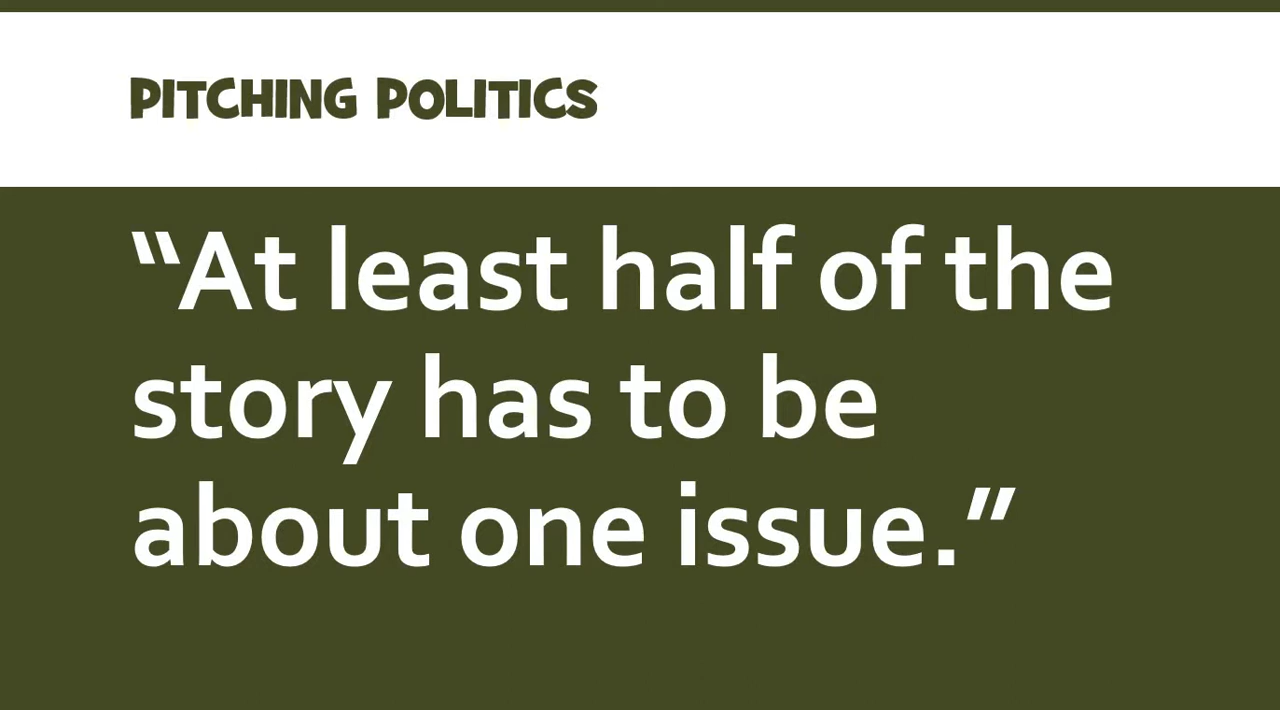 PITCHING POLITICS
“At least half of the
story has to be
about one issue.”